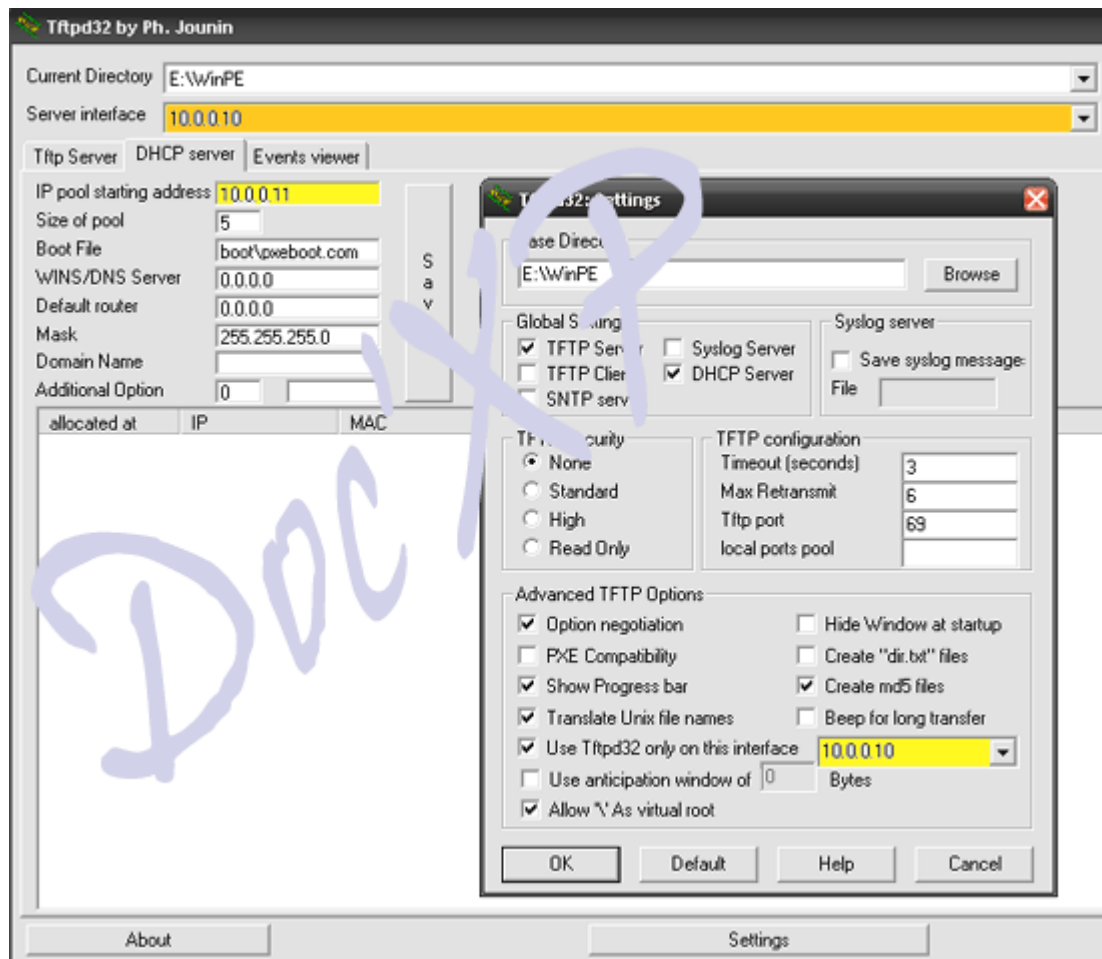 Tftpd32 by Ph. Jounin
Current Directory E:\WinPE
Server interface 10.0.0.10
Tftp Server DHCP server Events viewer
IP pool starting address 10.0.0.11
Size of pool 5
Boot File boot\pxeboot.com
WINS/DNS Server 0.0.0.0
Default router 0.0.0.0
Mask 255.255.255.0
Domain Name
Additional Option 0
S
a
v
allocated at IP MAC
Settings
E:\WinPE Browse
Global Syslog server
TFTP Syslog Server Save syslog message:
TFTP DHCP Server File
SNTP
TFTP configuration
None Timeout (seconds) 3
Standard Max Retransmit 6
High Tftp port 69
Read Only local ports pool
Advanced TFTP Options
Option negotiation Hide Window at startup
PXE Compatibility Create "dir.txt" files
Show Progress bar Create md5 files
Translate Unix file names Beep for long transfer
Use Tftpd32 only on this interface 10.0.0.10
Use anticipation window of 0 Bytes
Allow '\' As virtual root
OK Default Help Cancel
About Settings
Doc'XP